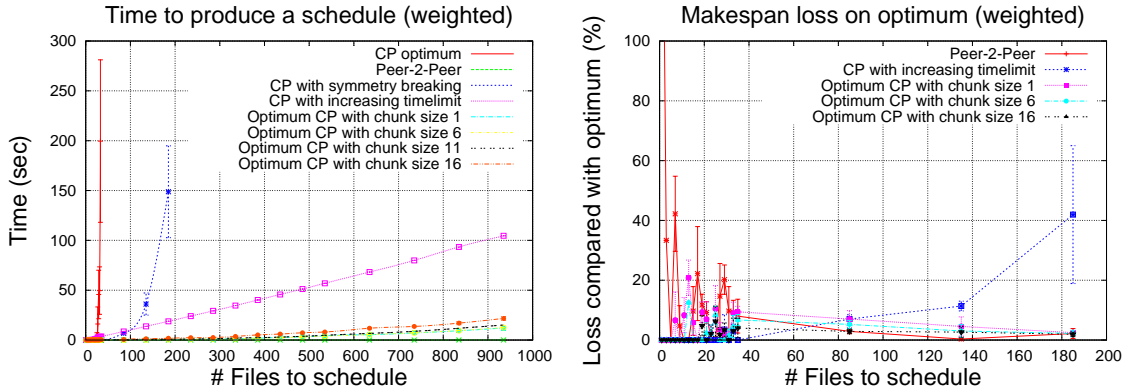 Time to produce a schedule (weighted)
300
250
200
150
100
50
0
Time (sec)
CP optimum
Peer-2-Peer
CP with symmetry breaking
CP with increasing timelimit
Optimum CP with chunk size 1
Optimum CP with chunk size 6
Optimum CP with chunk size 11
Optimum CP with chunk size 16
0 100 200 300 400 500 600 700 800 900 1000
# Files to schedule
Makespan loss on optimum (weighted)
100
80
60
40
20
0
Loss compared with optimum (%)
Peer-2-Peer
CP with increasing timelimit
Optimum CP with chunk size 1
Optimum CP with chunk size 6
Optimum CP with chunk size 16
0 20 40 60 80 100 120 140 160 180 200
# Files to schedule